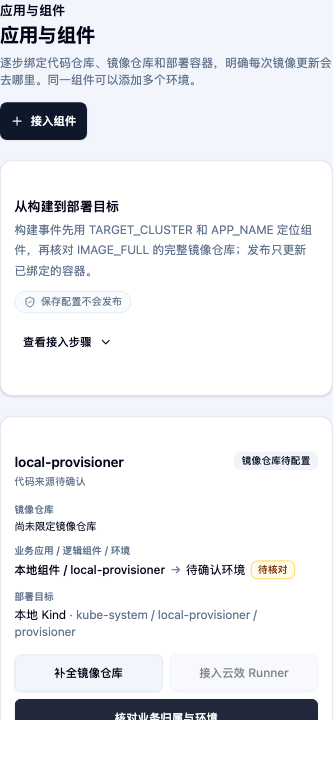 应用与组件
应用与组件
逐步绑定代码仓库、镜像仓库和部署容器，明确每次镜像更新会
去哪里。同一组件可以添加多个环境。
+ 接入组件
从构建到部署目标
构建事件先用 TARGET_CLUSTER 和 APP_NAME 定位组
件，再核对 IMAGE_FULL 的完整镜像仓库；发布只更新
已绑定的容器。
保存配置不会发布
查看接入步骤
local-provisioner 镜像仓库待配置
代码来源待确认
镜像仓库
尚未限定镜像仓库
业务应用 / 逻辑组件 / 环境
本地组件 / local-provisioner → 待确认环境 待核对
部署目标
本地 Kind · kube-system / local-provisioner /
provisioner
补全镜像仓库 接入云效 Runner
核对业务归属与环境